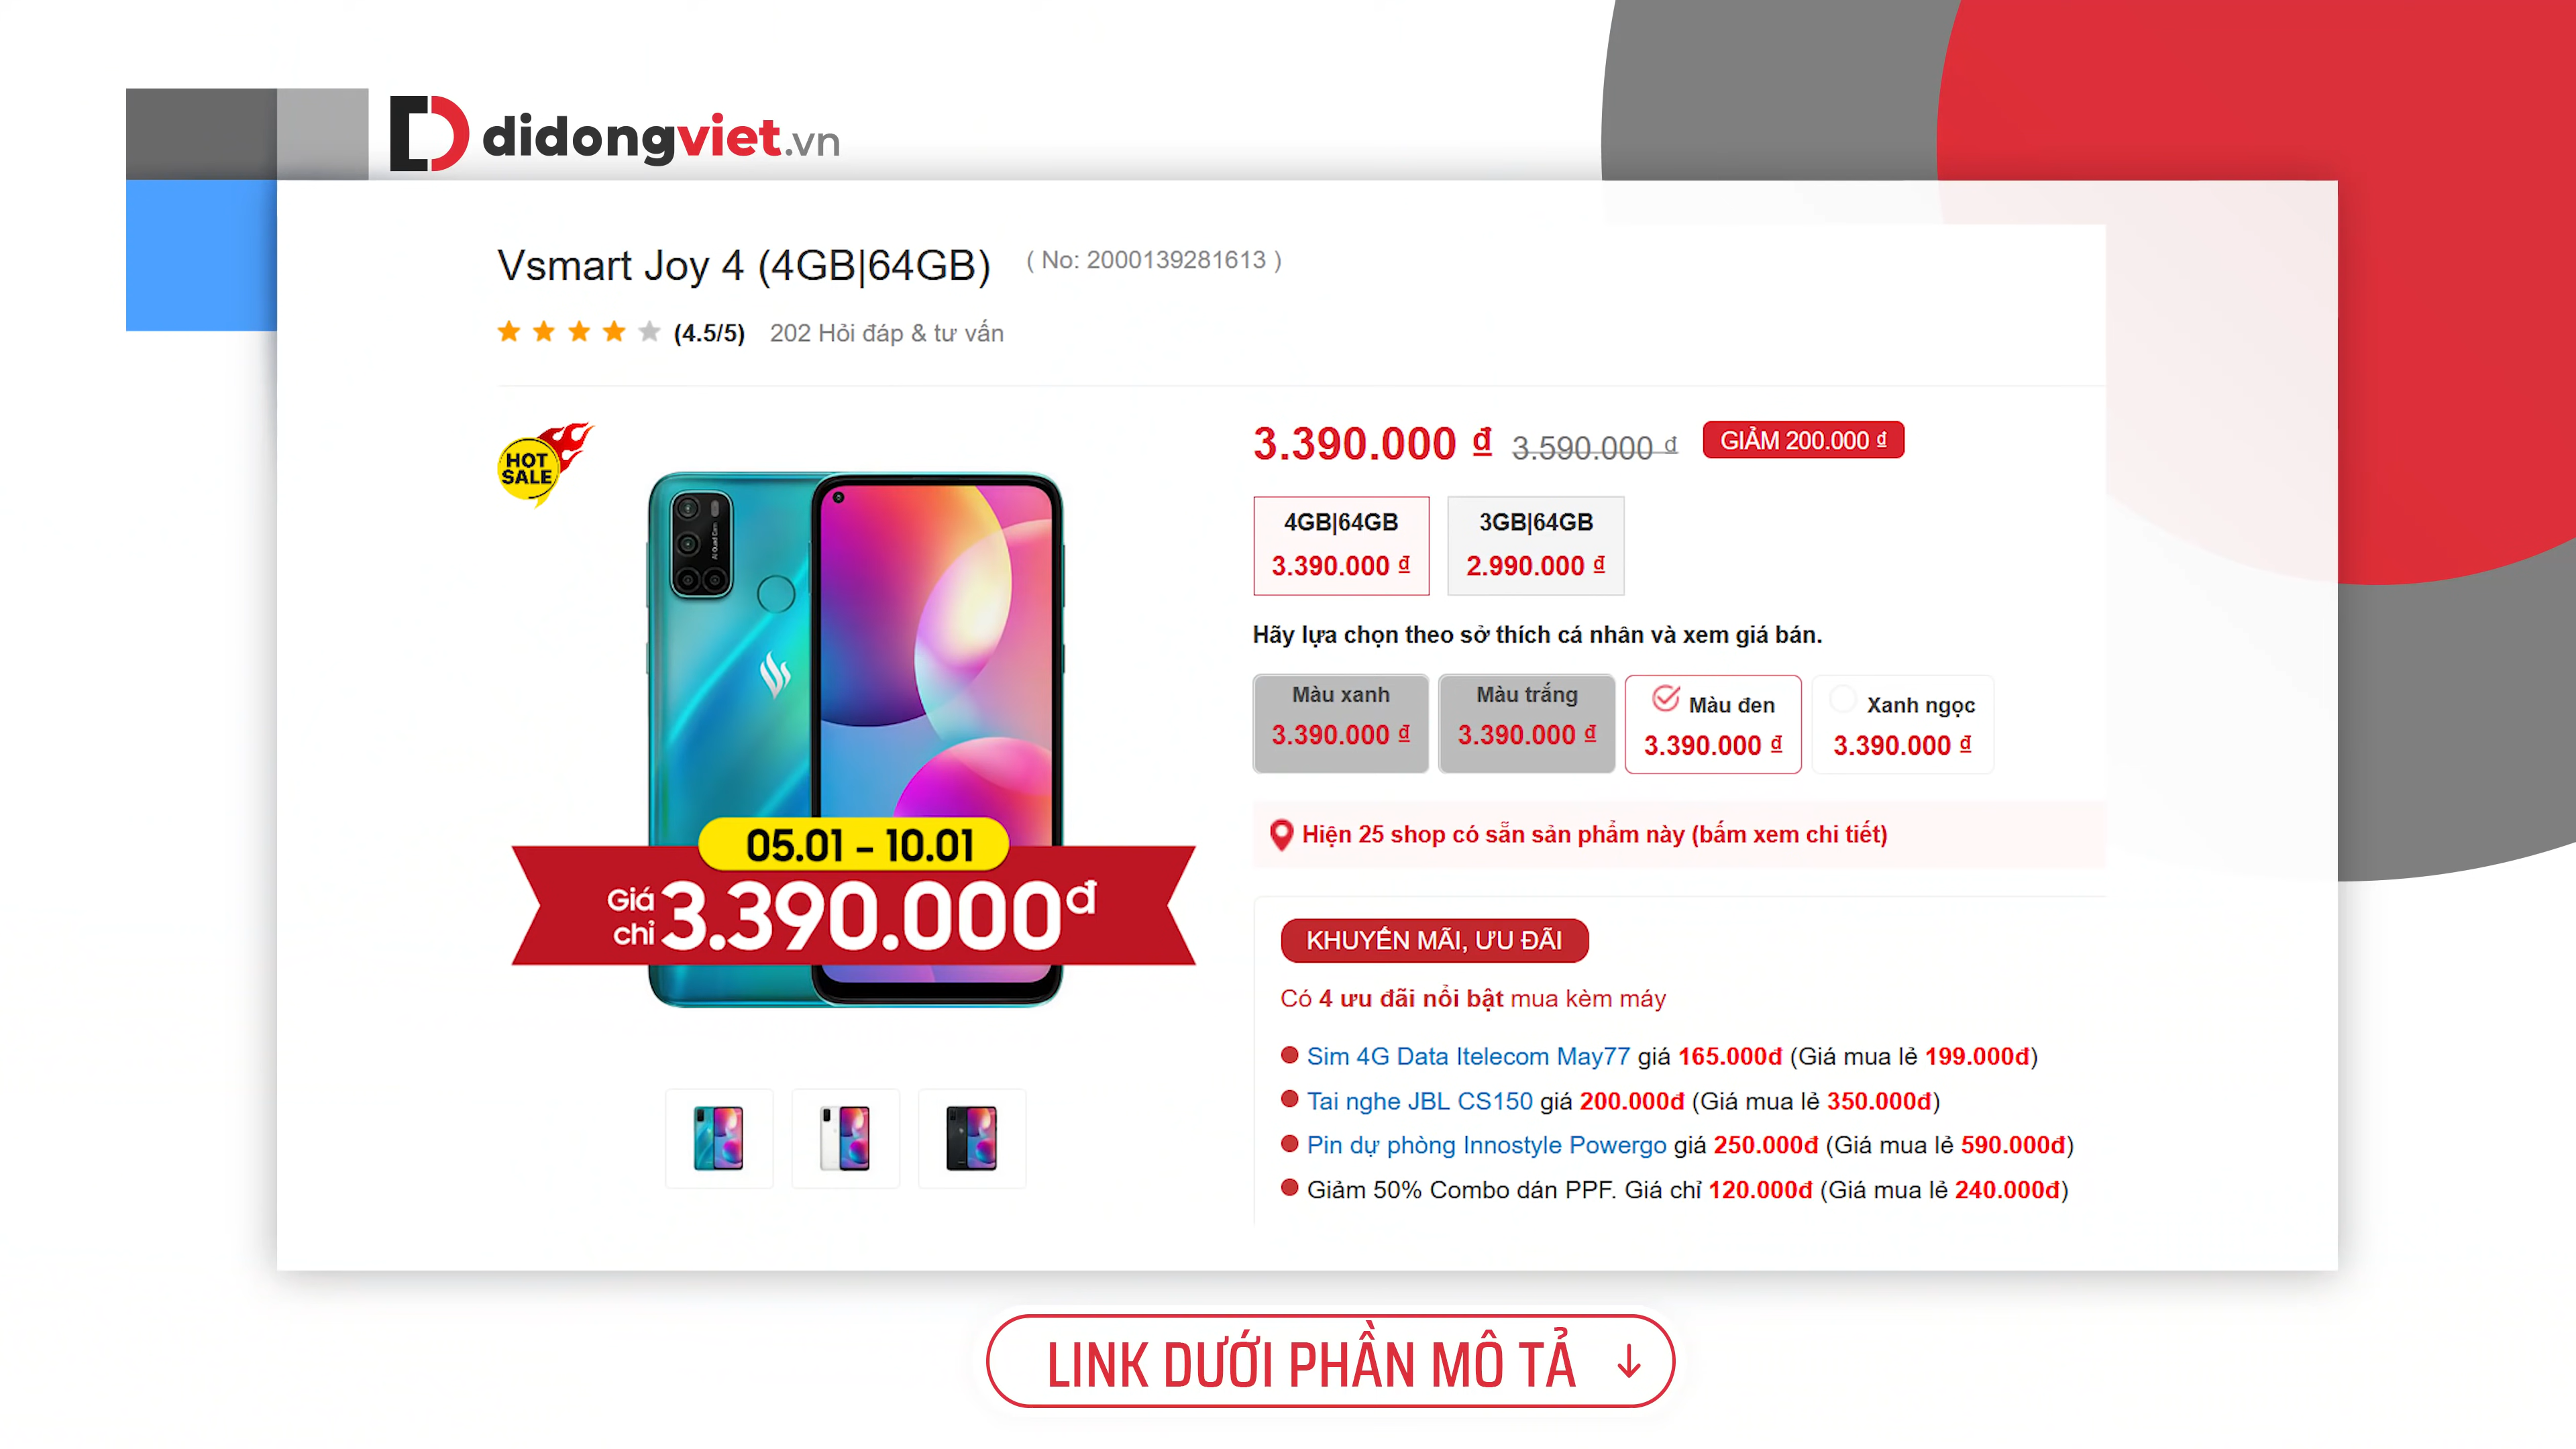 didongviet.vn
Vsmart Joy 4 (4GB|64GB) ( No: 2000139281613 )
(4.5/5) 202 Hỏi đáp & tư vấn
HOT
SALE
05.01 - 10.01
Giá chỉ 3.390.000đ
3.390.000 ₫ 3.590.000 ₫ GIẢM 200.000 ₫
4GB|64GB 3GB|64GB
3.390.000 ₫ 2.990.000 ₫
Hãy lựa chọn theo sở thích cá nhân và xem giá bán.
Màu xanh Màu trắng Màu đen Xanh ngọc
3.390.000 ₫ 3.390.000 ₫ 3.390.000 ₫ 3.390.000 ₫
Hiện 25 shop có sẵn sản phẩm này (bấm xem chi tiết)
KHUYẾN MÃI, ƯU ĐÃI
Có 4 ưu đãi nổi bật mua kèm máy
Sim 4G Data Itelecom May77 giá 165.000đ (Giá mua lẻ 199.000đ)
Tai nghe JBL CS150 giá 200.000đ (Giá mua lẻ 350.000đ)
Pin dự phòng Innostyle Powergo giá 250.000đ (Giá mua lẻ 590.000đ)
Giảm 50% Combo dán PPF. Giá chỉ 120.000đ (Giá mua lẻ 240.000đ)
LINK DƯỚI PHẦN MÔ TẢ ↓